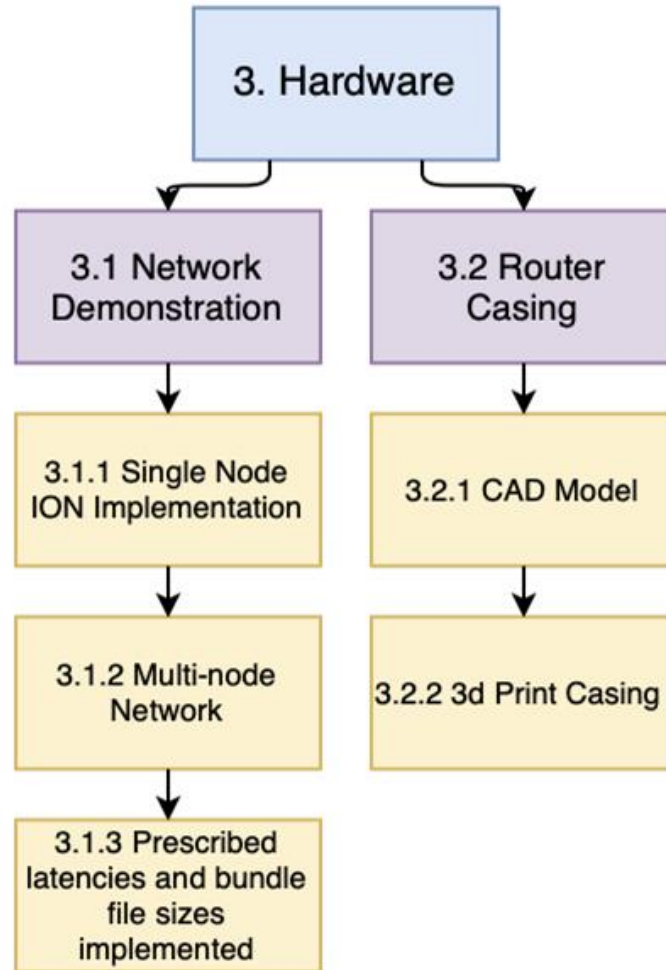 3. Hardware
3.1 Network
Demonstration
3.2 Router
Casing
3.1.1 Single Node
ION Implementation
3.2.1 CAD Model
3.1.2 Multi-node
Network
3.2.2 3d Print Casing
3.1.3 Prescribed
latencies and bundle
file sizes
implemented